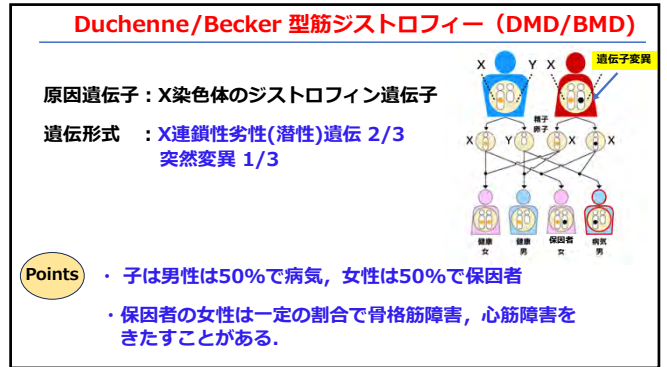 Duchenne/Becker 型筋ジストロフィー（DMD/BMD)
X Y X 遺伝子変異
原因遺伝子：X染色体のジストロフィン遺伝子
精子
卵子
遺伝形式　：X連鎖性劣性(潜性)遺伝 2/3
突然変異 1/3
X Y X X
健康 健康 保因者 病気
女 男 女 男
Points
・ 子は男性は50%で病気，女性は50%で保因者
・保因者の女性は一定の割合で骨格筋障害，心筋障害を
きたすことがある．